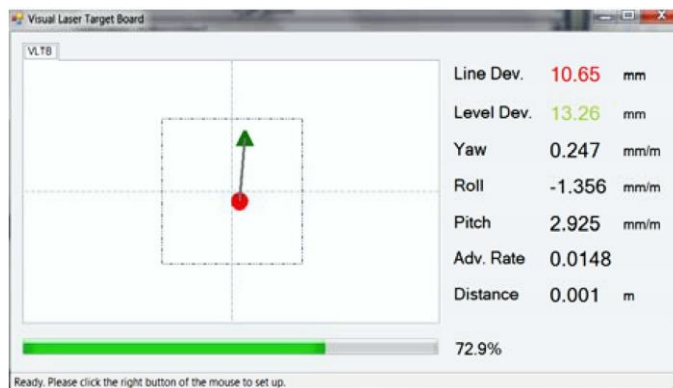 Visual Laser Target Board
VLTB
Line Dev. 10.65 mm
Level Dev. 13.26 mm
Yaw 0.247 mm/m
Roll -1.356 mm/m
Pitch 2.925 mm/m
Adv. Rate 0.0148
Distance 0.001 m
72.9%
Ready. Please click the right button of the mouse to set up.